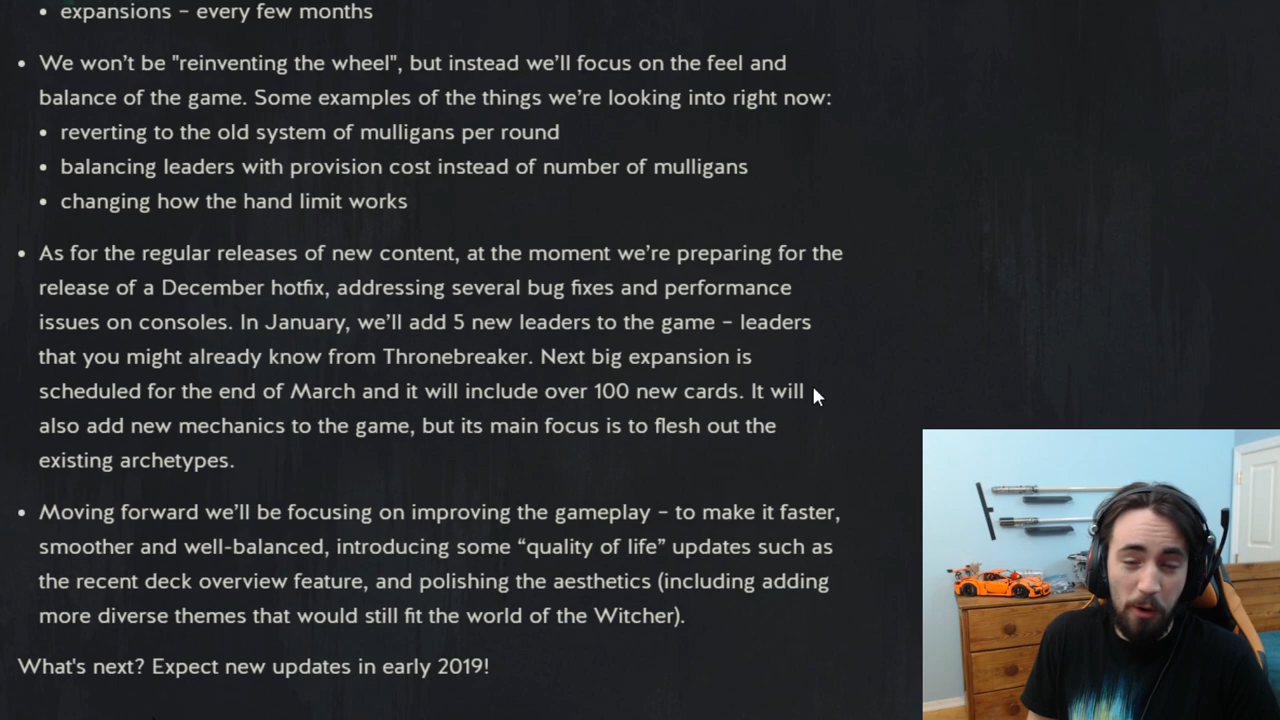 expansions – every few months
We won't be "reinventing the wheel", but instead we'll focus on the feel and
balance of the game. Some examples of the things we're looking into right now:
reverting to the old system of mulligans per round
balancing leaders with provision cost instead of number of mulligans
changing how the hand limit works
As for the regular releases of new content, at the moment we're preparing for the
release of a December hotfix, addressing several bug fixes and performance
issues on consoles. In January, we'll add 5 new leaders to the game – leaders
that you might already know from Thronebreaker. Next big expansion is
scheduled for the end of March and it will include over 100 new cards. It will
also add new mechanics to the game, but its main focus is to flesh out the
existing archetypes.
Moving forward we'll be focusing on improving the gameplay – to make it faster,
smoother and well-balanced, introducing some “quality of life” updates such as
the recent deck overview feature, and polishing the aesthetics (including adding
more diverse themes that would still fit the world of the Witcher).
What's next? Expect new updates in early 2019!